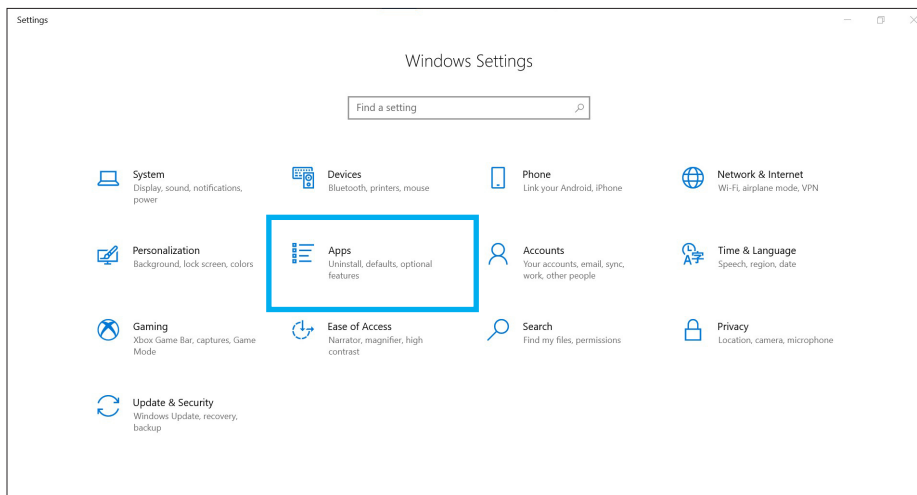 Settings
Windows Settings
Find a setting
System
Display, sound, notifications,
power
Devices
Bluetooth, printers, mouse
Phone
Link your Android, iPhone
Network & Internet
Wi-Fi, airplane mode, VPN
Personalization
Background, lock screen, colors
Apps
Uninstall, defaults, optional
features
Accounts
Your accounts, email, sync,
work, other people
Time & Language
Speech, region, date
Gaming
Xbox Game Bar, captures, Game
Mode
Ease of Access
Narrator, magnifier, high
contrast
Search
Find my files, permissions
Privacy
Location, camera, microphone
Update & Security
Windows Update, recovery,
backup